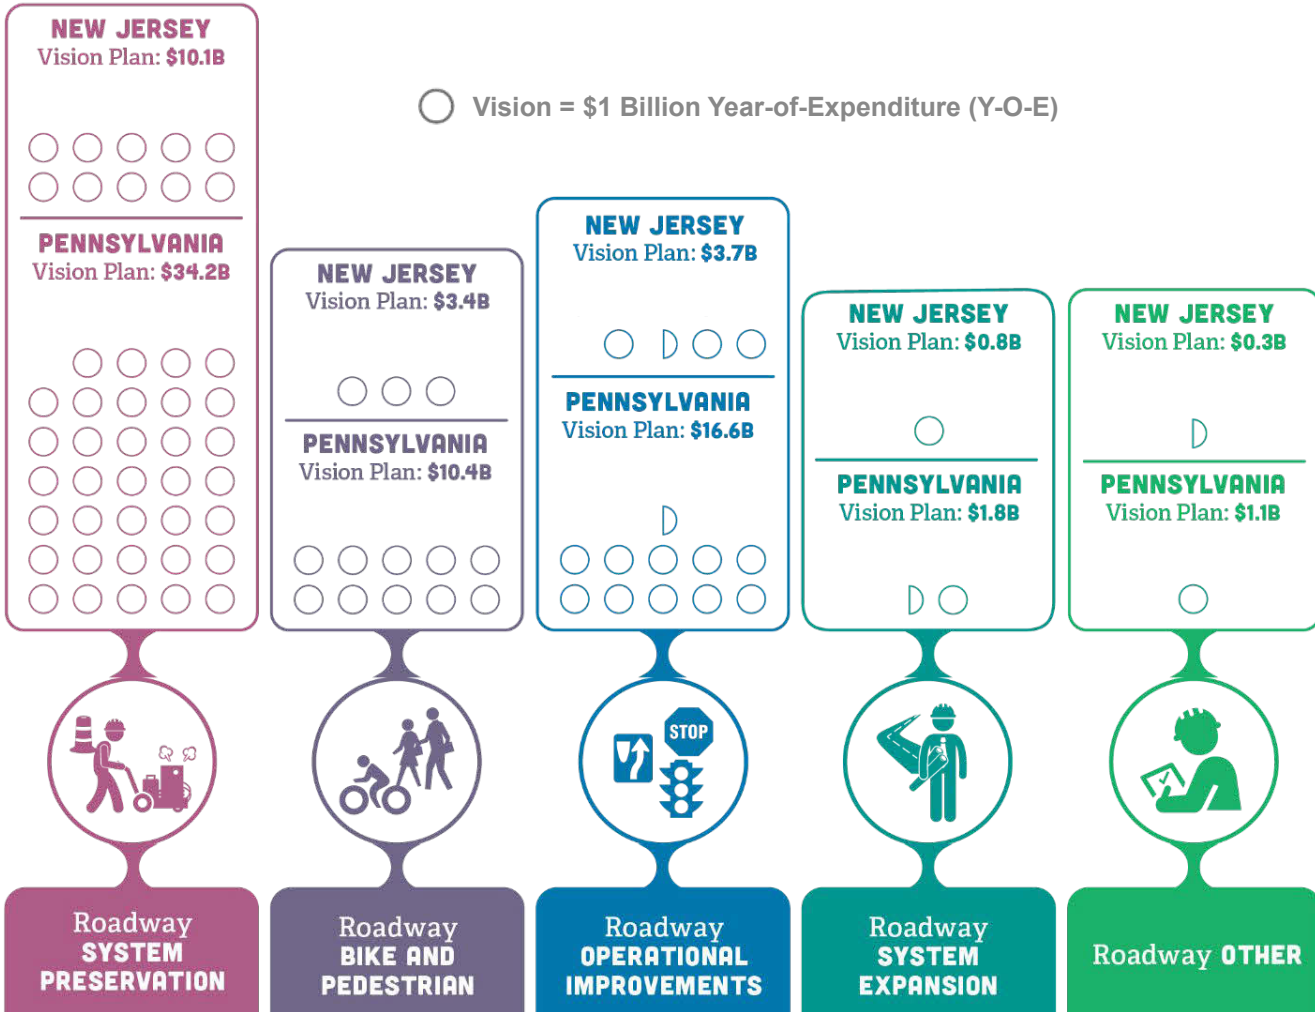 NEW JERSEY
Vision Plan: $10.1B
PENNSYLVANIA
Vision Plan: $34.2B
Vision = $1 Billion Year-of-Expenditure (Y-O-E)
NEW JERSEY
Vision Plan: $3.4B
PENNSYLVANIA
Vision Plan: $10.4B
NEW JERSEY
Vision Plan: $3.7B
PENNSYLVANIA
Vision Plan: $16.6B
NEW JERSEY
Vision Plan: $0.8B
PENNSYLVANIA
Vision Plan: $1.8B
NEW JERSEY
Vision Plan: $0.3B
PENNSYLVANIA
Vision Plan: $1.1B
STOP
Roadway
SYSTEM
PRESERVATION
Roadway
BIKE AND
PEDESTRIAN
Roadway
OPERATIONAL
IMPROVEMENTS
Roadway
SYSTEM
EXPANSION
Roadway OTHER